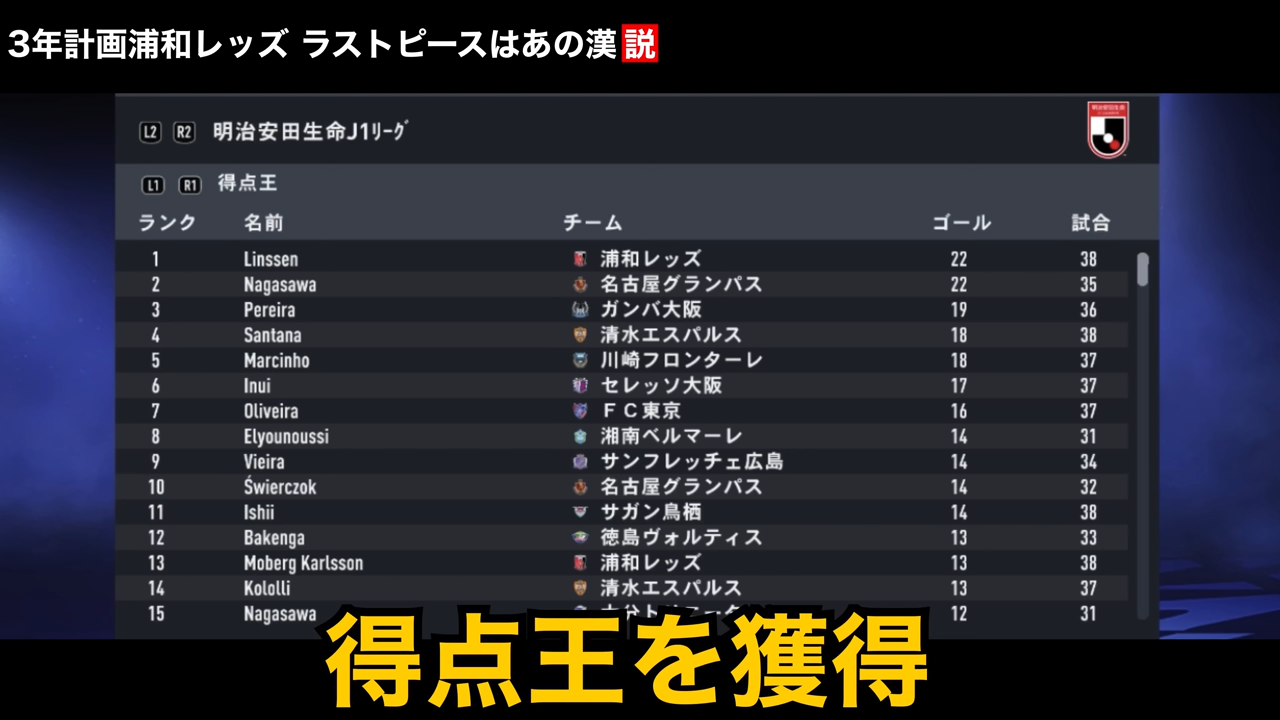 3年計画浦和レッズ ラストピースはあの漢説
L2 R2 明治安田生命J1リーグ
L1 R1 得点王
ランク 名前 チーム ゴール 試合
1 Linssen 浦和レッズ 22 38
2 Nagasawa 名古屋グランパス 22 35
3 Pereira ガンバ大阪 19 36
4 Santana 清水エスパルス 18 38
5 Marcinho 川崎フロンターレ 18 37
6 Inui セレッソ大阪 17 37
7 Oliveira ＦＣ東京 16 37
8 Elyounoussi 湘南ベルマーレ 14 31
9 Vieira サンフレッチェ広島 14 34
10 Świerczok 名古屋グランパス 14 32
11 Ishii サガン鳥栖 14 38
12 Bakenga 徳島ヴォルティス 13 33
13 Moberg Karlsson 浦和レッズ 13 38
14 Kololli 清水エスパルス 13 37
15 Nagasawa 12 31
得点王を獲得